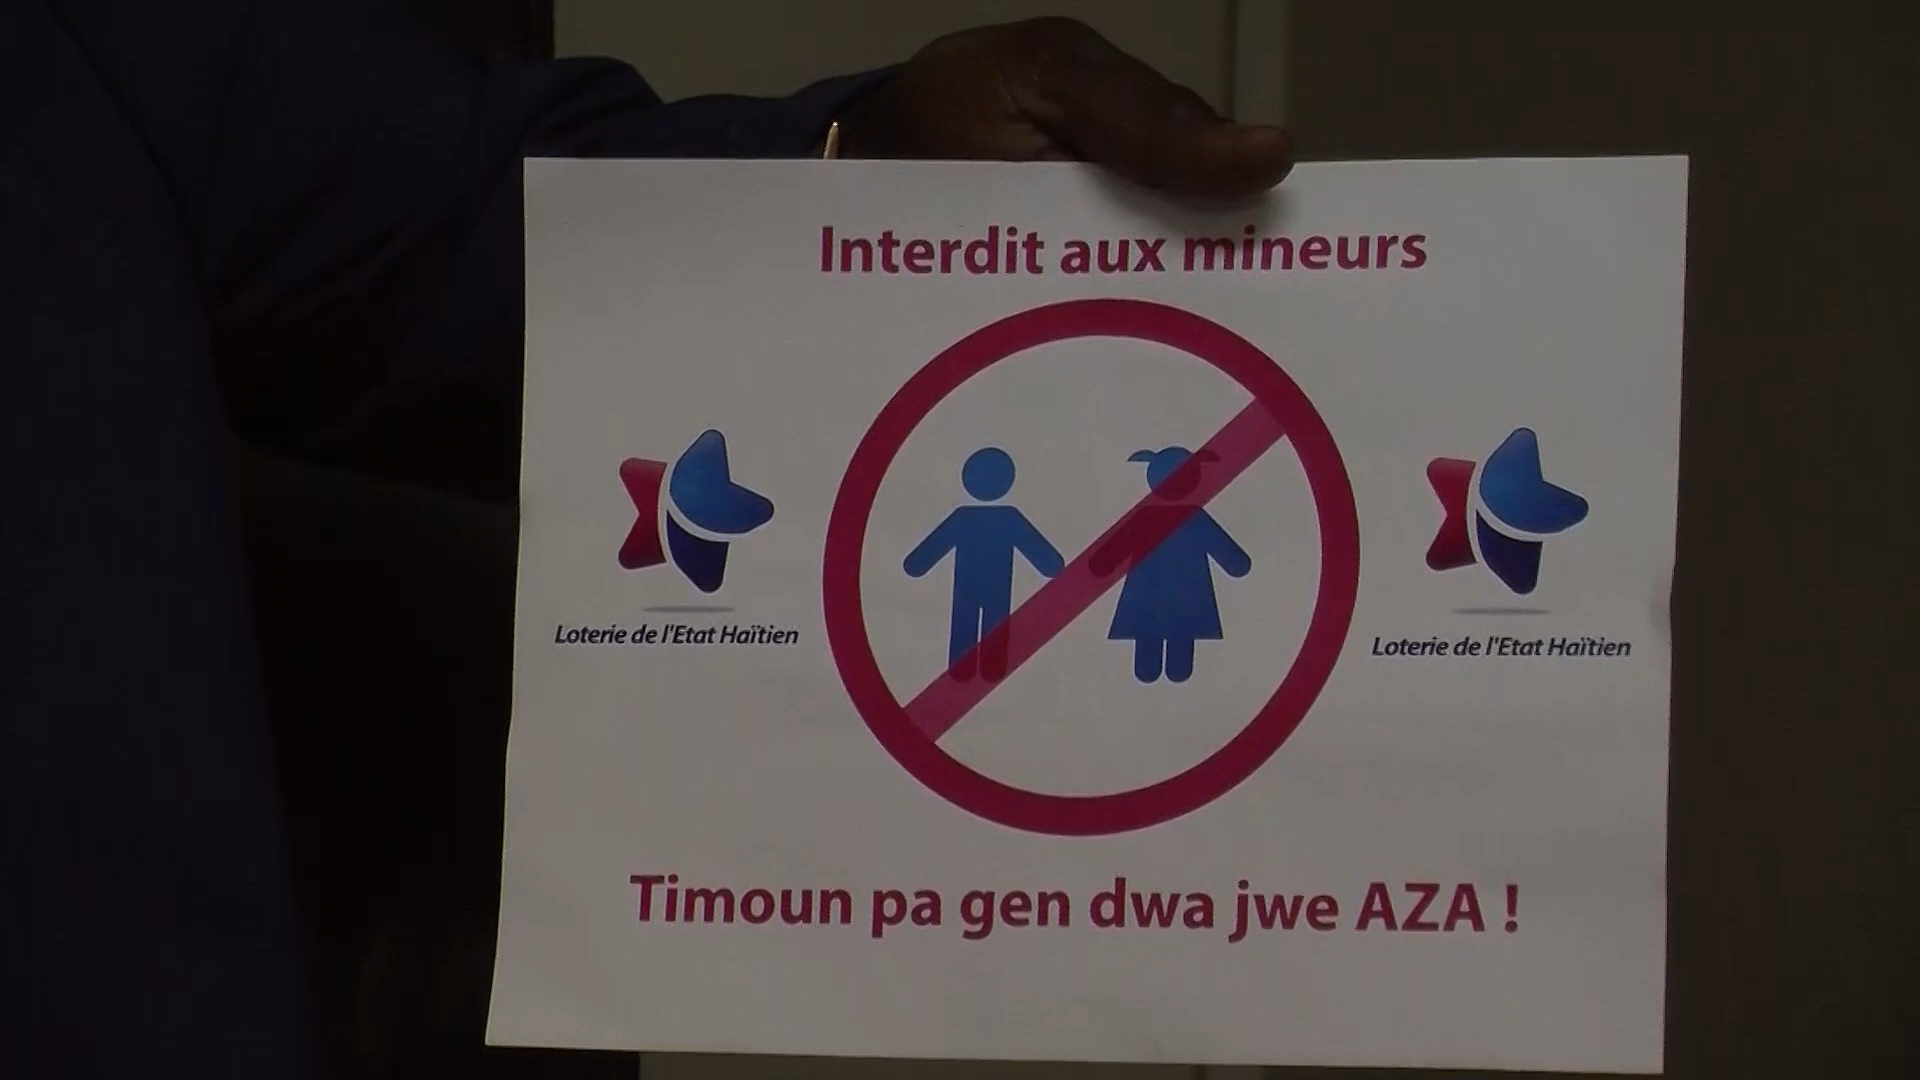 Interdit aux mineurs
Loterie de l'Etat Haïtien
Loterie de l'Etat Haïtien
Timoun pa gen dwa jwe AZA !